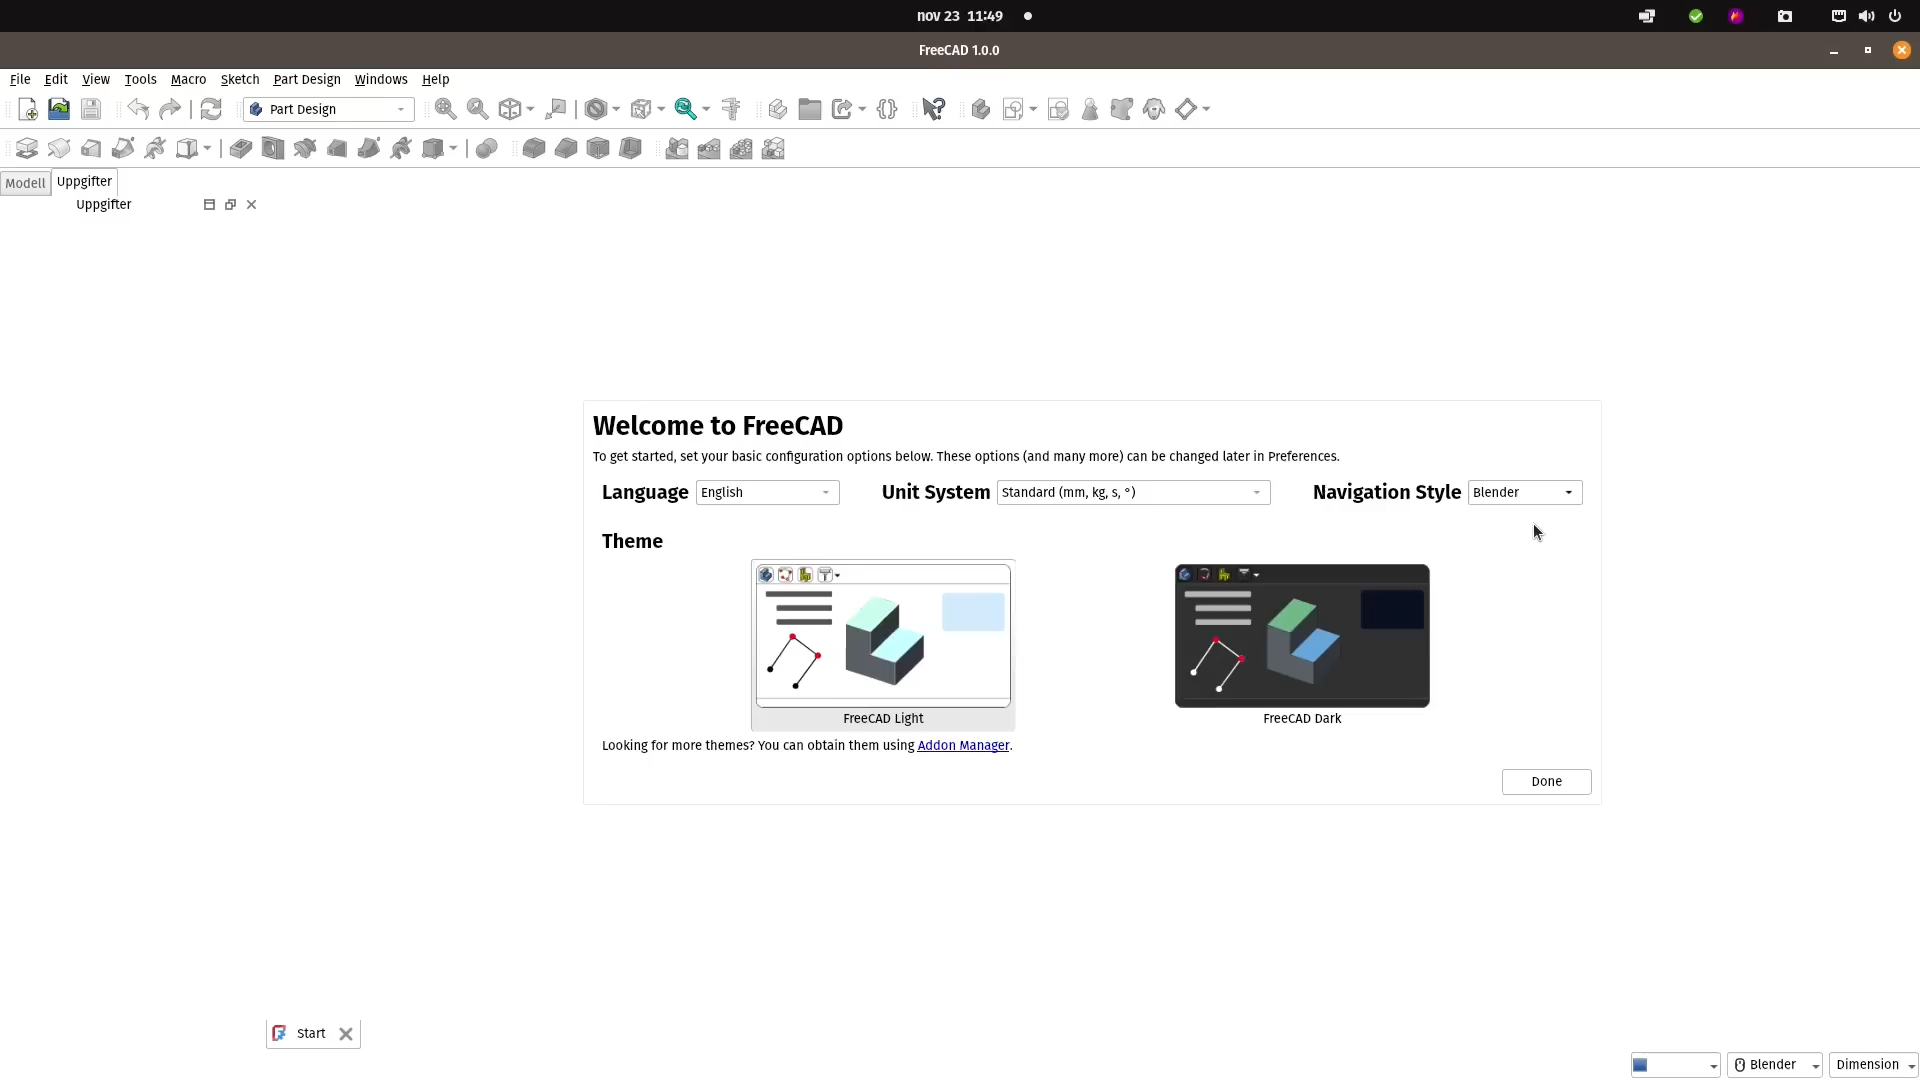 nov 23 11:49
FreeCAD 1.0.0
File Edit View Tools Macro Sketch Part Design Windows Help
Part Design
Modell Uppgifter
Uppgifter
Welcome to FreeCAD
To get started, set your basic configuration options below. These options (and many more) can be changed later in Preferences.
Language English Unit System Standard (mm, kg, s, °) Navigation Style Blender
Theme
FreeCAD Light FreeCAD Dark
Looking for more themes? You can obtain them using Addon Manager.
Done
Start
Blender Dimension